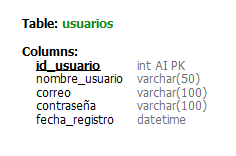 Table: usuarios
Columns:
id_usuario int AI PK
nombre_usuario varchar(50)
correo varchar(100)
contraseña varchar(100)
fecha_registro datetime